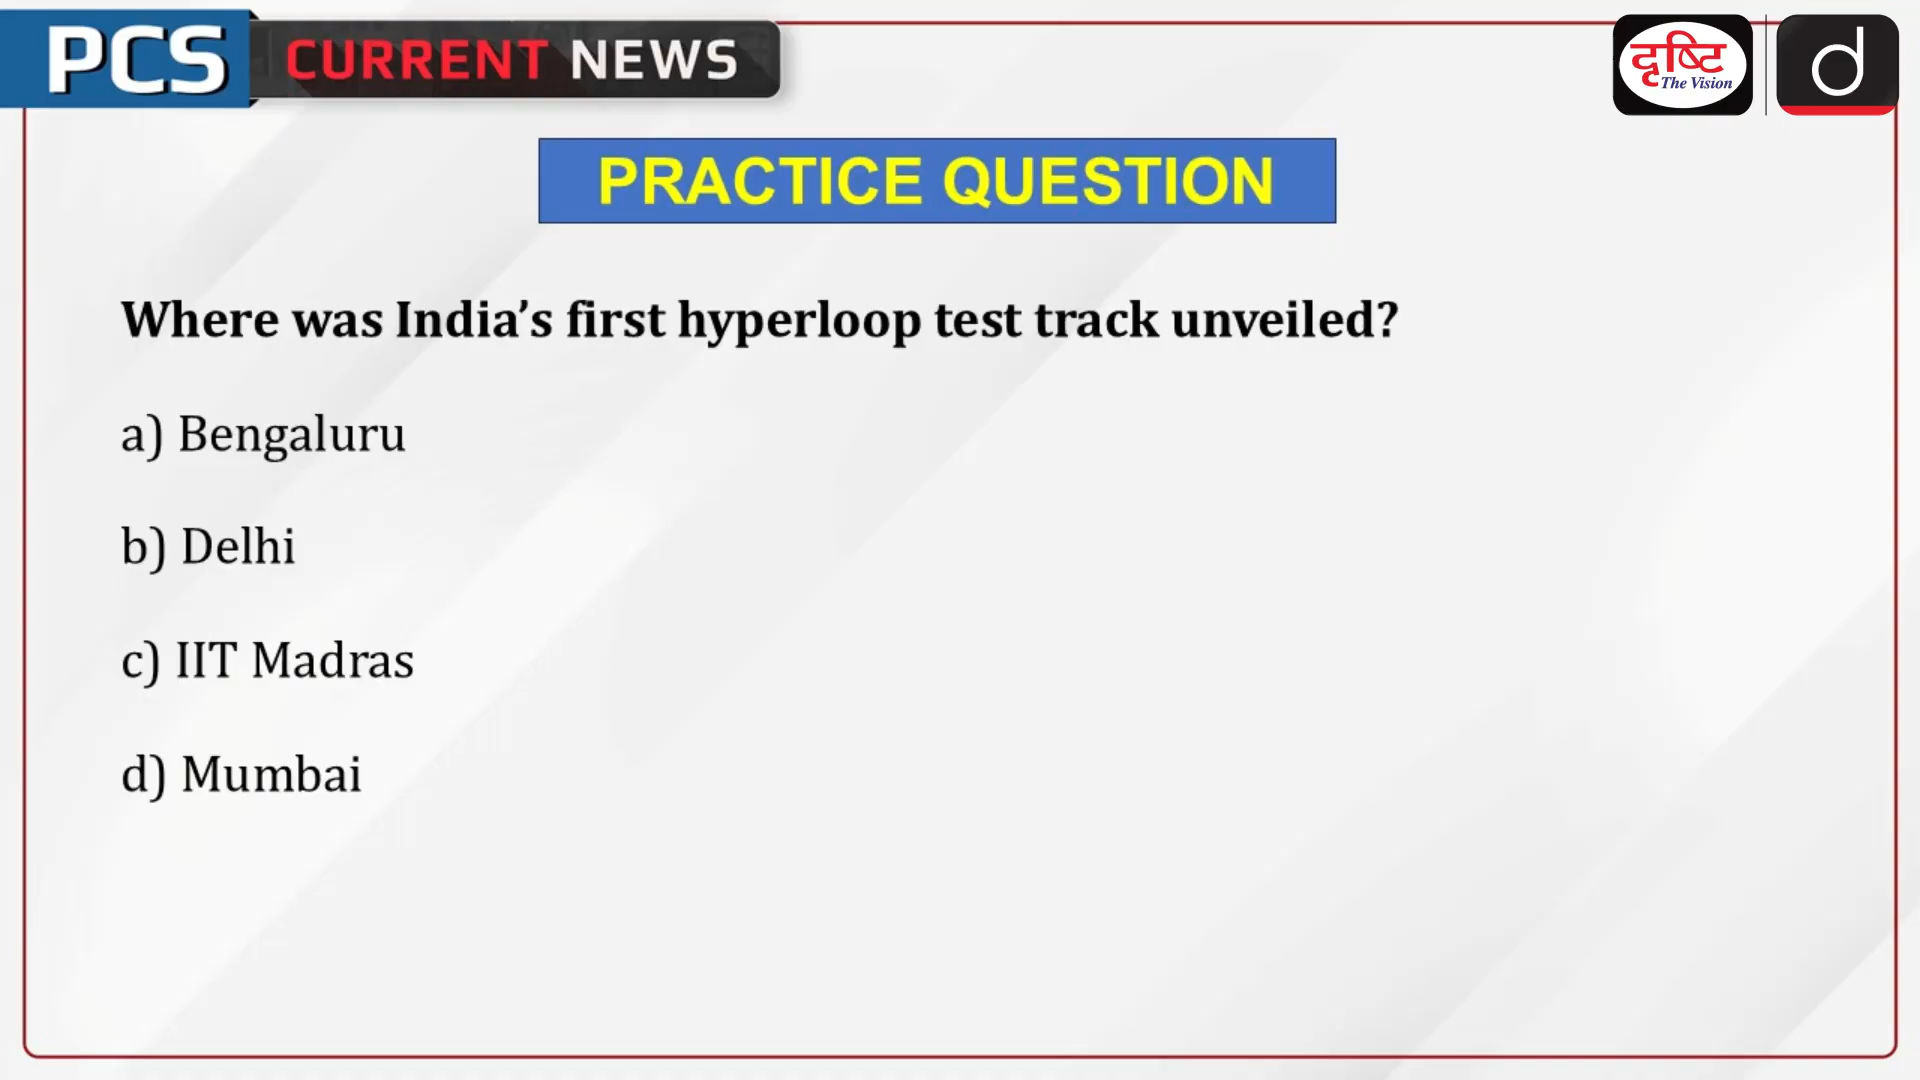 PCS CURRENT NEWS
दृष्टि
The Vision
d
PRACTICE QUESTION
Where was India’s first hyperloop test track unveiled?
a) Bengaluru
b) Delhi
c) IIT Madras
d) Mumbai